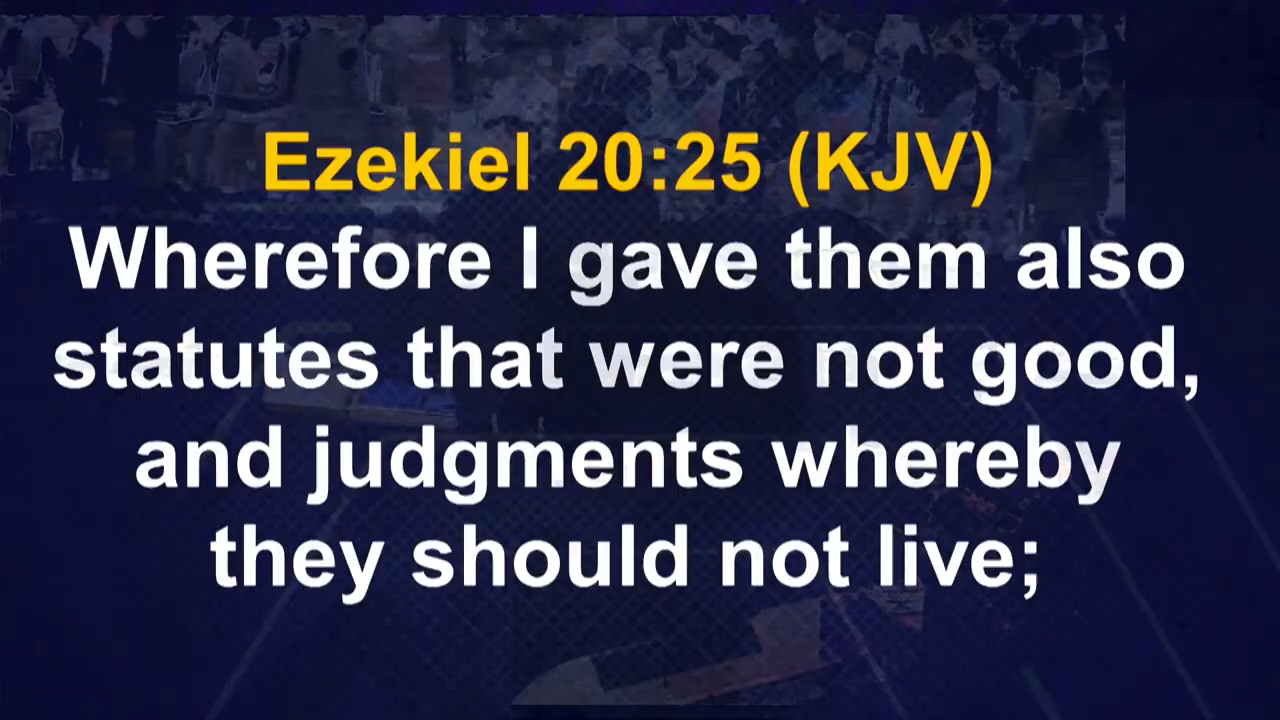 Ezekiel 20:25 (KJV)
Wherefore I gave them also
statutes that were not good,
and judgments whereby
they should not live;